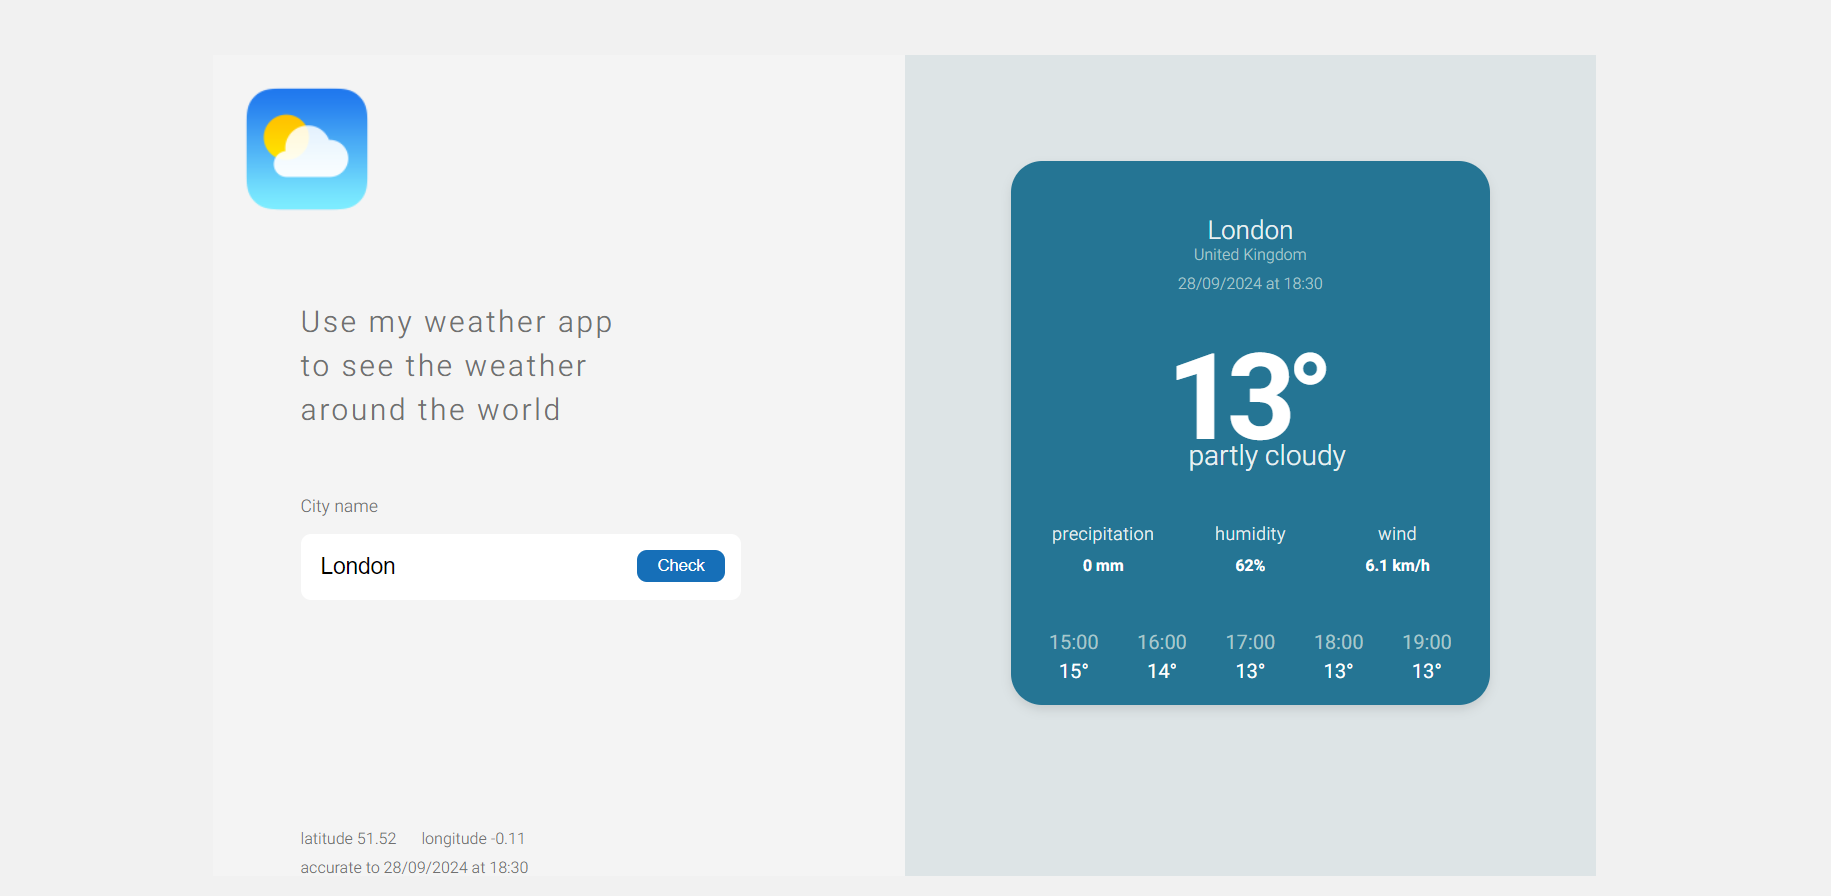 Use my weather app
to see the weather
around the world
City name
London
Check
latitude 51.52 longitude -0.11
accurate to 28/09/2024 at 18:30
London
United Kingdom
28/09/2024 at 18:30
13°
partly cloudy
precipitation humidity wind
0 mm 62% 6.1 km/h
15:00 16:00 17:00 18:00 19:00
15° 14° 13° 13° 13°